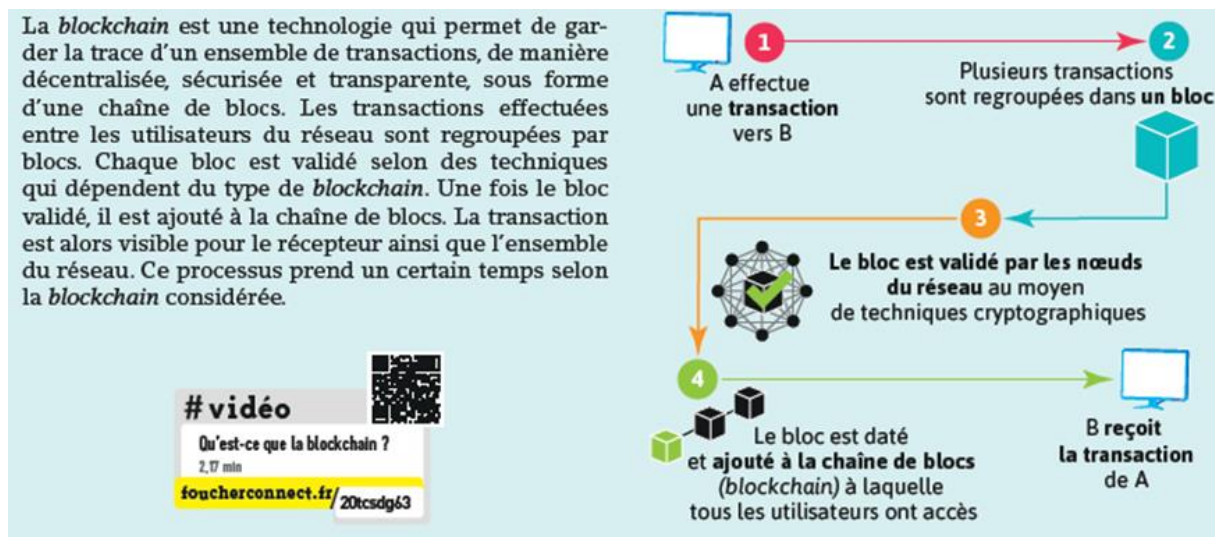 La blockchain est une technologie qui permet de gar-
der la trace d'un ensemble de transactions, de manière
décentralisée, sécurisée et transparente, sous forme
d'une chaîne de blocs. Les transactions effectuées
entre les utilisateurs du réseau sont regroupées par
blocs. Chaque bloc est validé selon des techniques
qui dépendent du type de blockchain. Une fois le bloc
validé, il est ajouté à la chaîne de blocs. La transaction
est alors visible pour le récepteur ainsi que l'ensemble
du réseau. Ce processus prend un certain temps selon
la blockchain considérée.
#vidéo
Qu'est-ce que la blockchain ?
2,17 min
foucherconnect.fr/20tcsdg63
1
A effectue
une transaction
vers B
2
Plusieurs transactions
sont regroupées dans un bloc
3
Le bloc est validé par les nœuds
du réseau au moyen
de techniques cryptographiques
4
Le bloc est daté
et ajouté à la chaîne de blocs
(blockchain) à laquelle
tous les utilisateurs ont accès
B reçoit
la transaction
de A